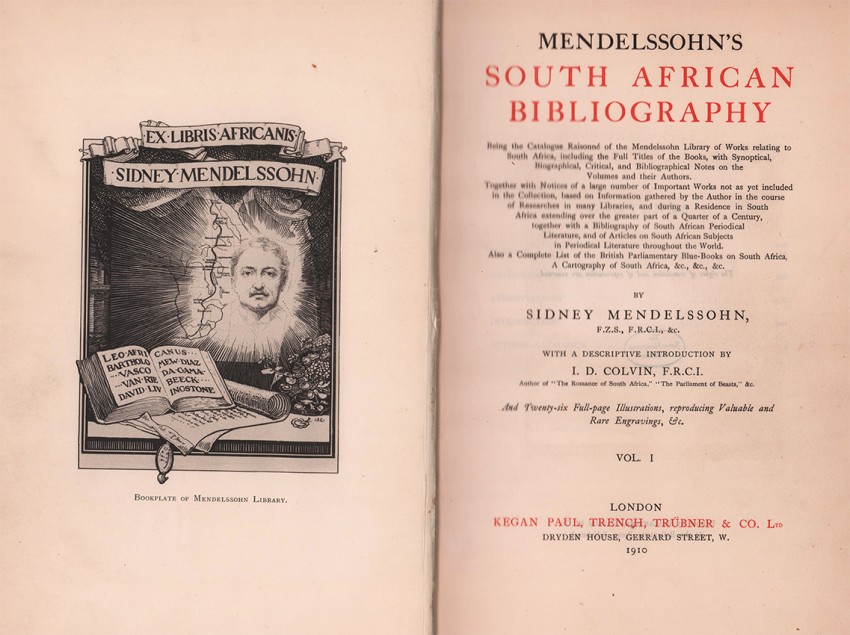 EX·LIBRIS·AFRICANIS
·SIDNEY·MENDELSSOHN·
LEO·AFRI
BARTHOLO
···VASCO
···VAN·RIE
DAVID·LIV
CANUS···
MEW·DIAZ
DA·GAMA·
BEECK···
INGSTONE
BOOKPLATE OF MENDELSSOHN LIBRARY.
MENDELSSOHN'S
SOUTH AFRICAN
BIBLIOGRAPHY
Being the Catalogue Raisonné of the Mendelssohn Library of Works relating to
South Africa, including the Full Titles of the Books, with Synoptical,
Biographical, Critical, and Bibliographical Notes on the
Volumes and their Authors.
Together with Notices of a large number of Important Works not as yet included
in the Collection, based on Information gathered by the Author in the course
of Researches in many Libraries, and during a Residence in South
Africa extending over the greater part of a Quarter of a Century,
together with a Bibliography of South African Periodical
Literature, and of Articles on South African Subjects
in Periodical Literature throughout the World.
Also a Complete List of the British Parliamentary Blue-Books on South Africa,
A Cartography of South Africa, &c., &c., &c.
BY
SIDNEY MENDELSSOHN,
F.Z.S., F.R.C.I., &c.
WITH A DESCRIPTIVE INTRODUCTION BY
I. D. COLVIN, F.R.C.I.
Author of "The Romance of South Africa," "The Parliament of Beasts," &c.
And Twenty-six Full-page Illustrations, reproducing Valuable and
Rare Engravings, &c.
VOL. I
LONDON
KEGAN PAUL, TRENCH, TRÜBNER & CO. LTD
DRYDEN HOUSE, GERRARD STREET, W.
1910